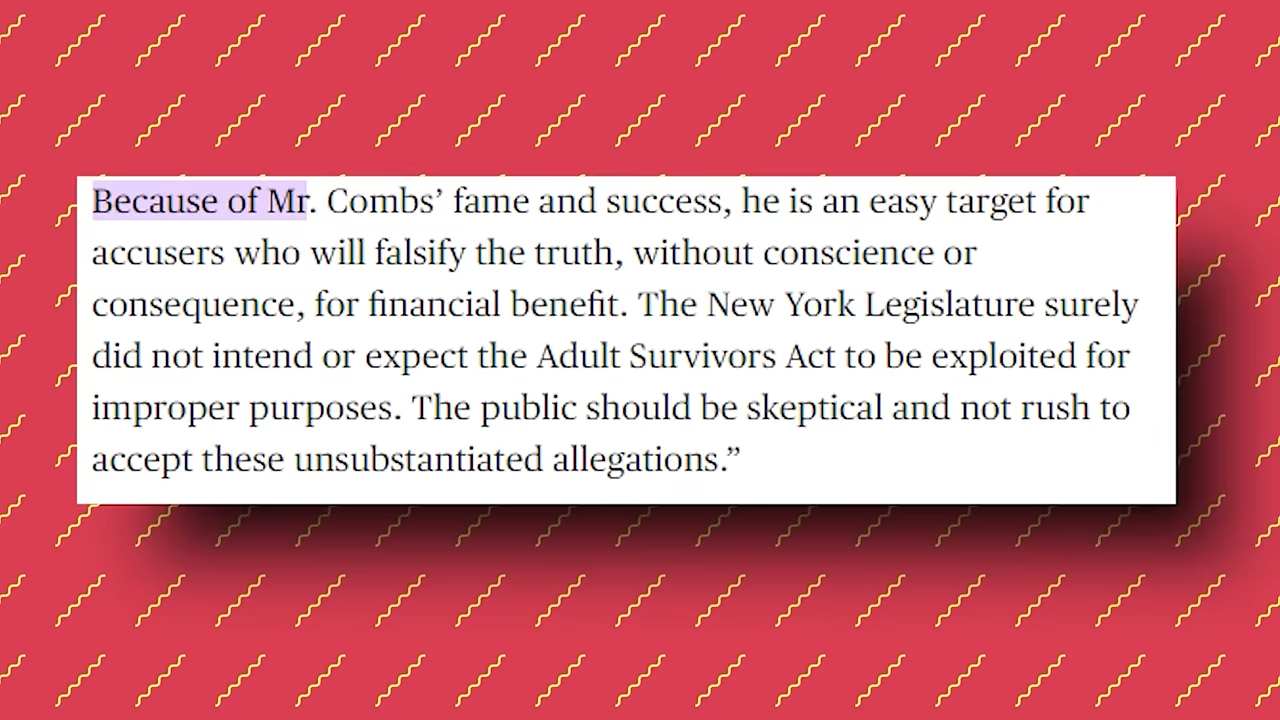 Because of Mr. Combs’ fame and success, he is an easy target for
accusers who will falsify the truth, without conscience or
consequence, for financial benefit. The New York Legislature surely
did not intend or expect the Adult Survivors Act to be exploited for
improper purposes. The public should be skeptical and not rush to
accept these unsubstantiated allegations.”